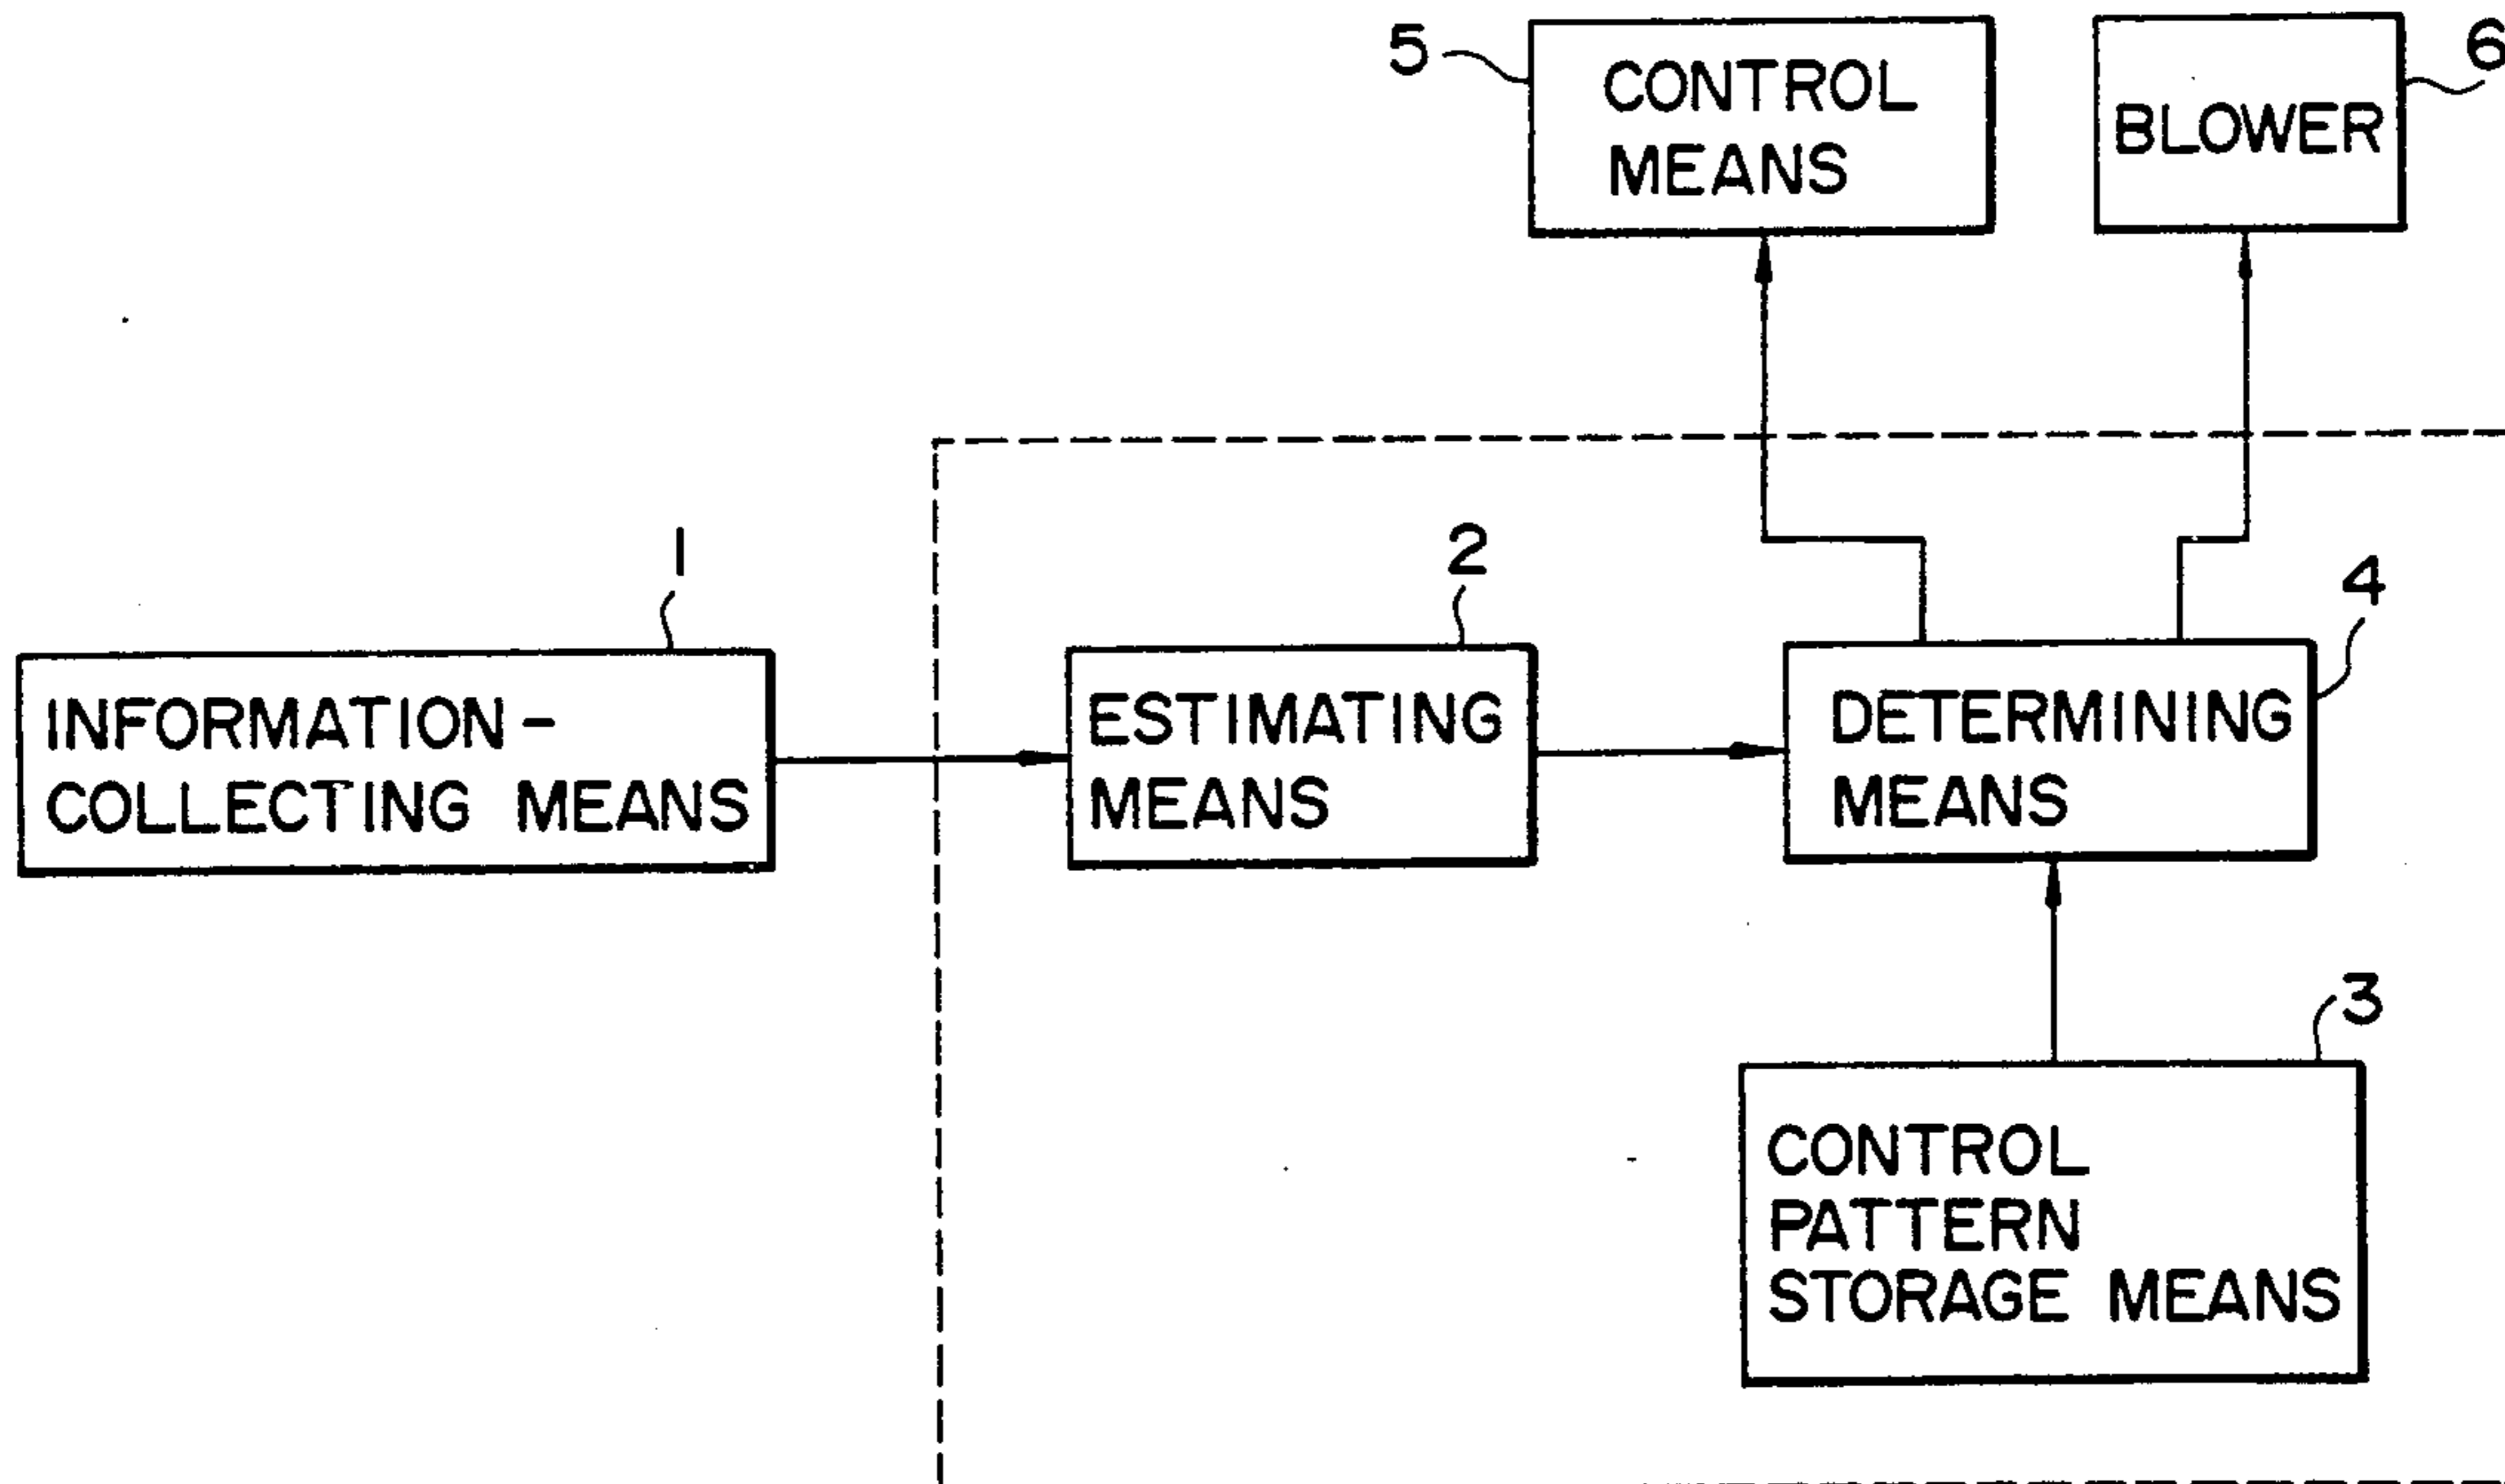 5
CONTROL
MEANS
BLOWER
6
1
INFORMATION-
COLLECTING MEANS
2
ESTIMATING
MEANS
4
DETERMINING
MEANS
3
CONTROL
PATTERN
STORAGE MEANS